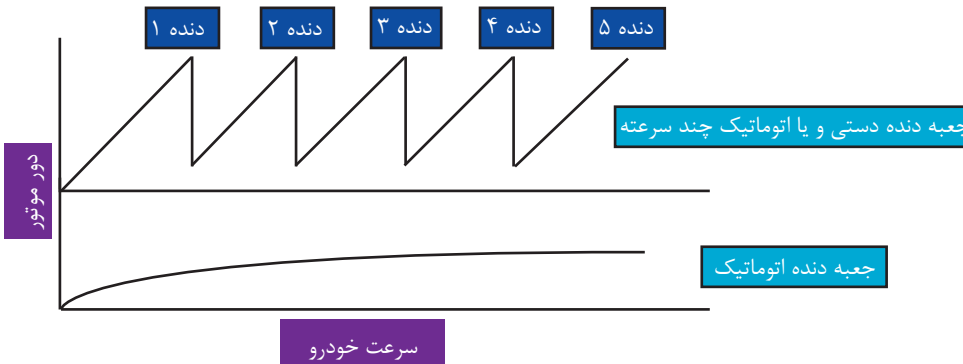 دنده ۱
دنده ۲
دنده ۳
دنده ۴
دنده ۵
جعبه دنده دستی و یا اتوماتیک چند سرعته
دور موتور
جعبه دنده اتوماتیک
سرعت خودرو